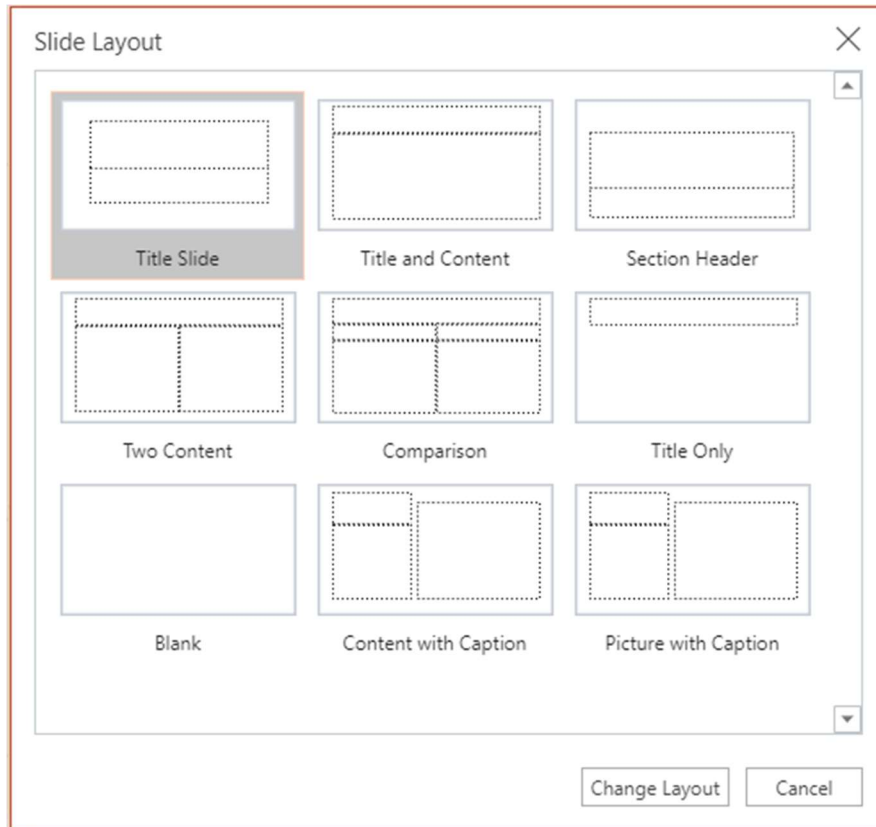 Slide Layout
Title Slide
Title and Content
Section Header
Two Content
Comparison
Title Only
Blank
Content with Caption
Picture with Caption
Change Layout
Cancel